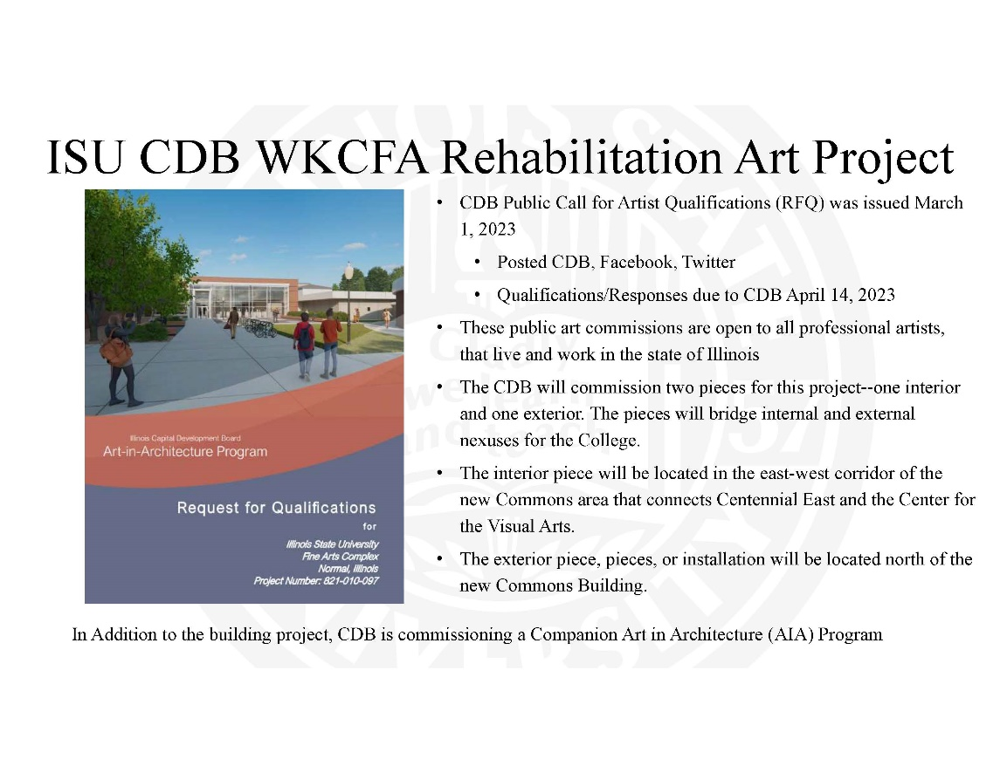 ISU CDB WKCFA Rehabilitation Art Project
Illinois Capital Development Board
Art-in-Architecture Program
Request for Qualifications
for
Illinois State University
Fine Arts Complex
Normal, Illinois
Project Number: 821-010-097
• CDB Public Call for Artist Qualifications (RFQ) was issued March
1, 2023
• Posted CDB, Facebook, Twitter
• Qualifications/Responses due to CDB April 14, 2023
• These public art commissions are open to all professional artists,
that live and work in the state of Illinois
• The CDB will commission two pieces for this project--one interior
and one exterior. The pieces will bridge internal and external
nexuses for the College.
• The interior piece will be located in the east-west corridor of the
new Commons area that connects Centennial East and the Center for
the Visual Arts.
• The exterior piece, pieces, or installation will be located north of the
new Commons Building.
In Addition to the building project, CDB is commissioning a Companion Art in Architecture (AIA) Program